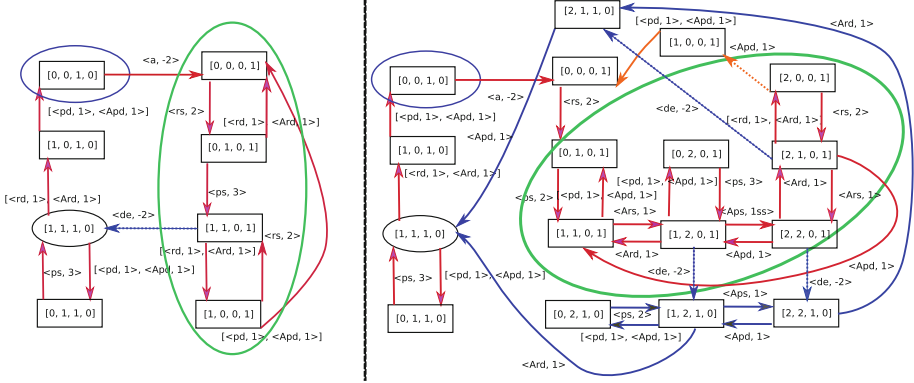 [0, 0, 1, 0]
<a, -2>
[0, 0, 0, 1]
[<pd, 1>, <Apd, 1>]
<rs, 2>
[<rd, 1>
<Ard, 1>]
[1, 0, 1, 0]
[0, 1, 0, 1]
[<rd, 1>, <Ard, 1>]
<ps, 3>
<de, -2>
[1, 1, 1, 0]
[1, 1, 0, 1]
<rs, 2>
[<rd, 1>, <Ard, 1>]
<ps, 3>
[<pd, 1>, <Apd, 1>]
[0, 1, 1, 0]
[1, 0, 0, 1]
[<pd, 1>, <Apd, 1>]
[2, 1, 1, 0]
[<pd, 1>, <Apd, 1>]
<Ard, 1>
[1, 0, 0, 1]
<Apd, 1>
[0, 0, 1, 0]
[0, 0, 0, 1]
[2, 0, 0, 1]
<a, -2>
<rs, 2>
<de, -2>
<rs, 2>
[<pd, 1>, <Apd, 1>]
[<rd, 1>, <Ard, 1>]
<Apd, 1>
[1, 0, 1, 0]
[0, 1, 0, 1]
[0, 2, 0, 1]
[2, 1, 0, 1]
[<rd, 1>, <Ard, 1>]
[<pd, 1>, <Apd, 1>]
<ps, 3>
<Ard, 1>
<ps, 2>
[<pd, 1>, <Apd, 1>]
<Ars, 1>
<Ars, 1>
<Aps, 1ss>
[1, 1, 1, 0]
[1, 1, 0, 1]
[1, 2, 0, 1]
[2, 2, 0, 1]
<Ard, 1>
<Apd, 1>
<Apd, 1>
<ps, 3>
[<pd, 1>, <Apd, 1>]
<de, -2>
<de, -2>
<Aps, 1>
[0, 1, 1, 0]
[0, 2, 1, 0]
<ps, 2>
[1, 2, 1, 0]
[2, 2, 1, 0]
[<pd, 1>, <Apd, 1>]
<Apd, 1>
<Ard, 1>